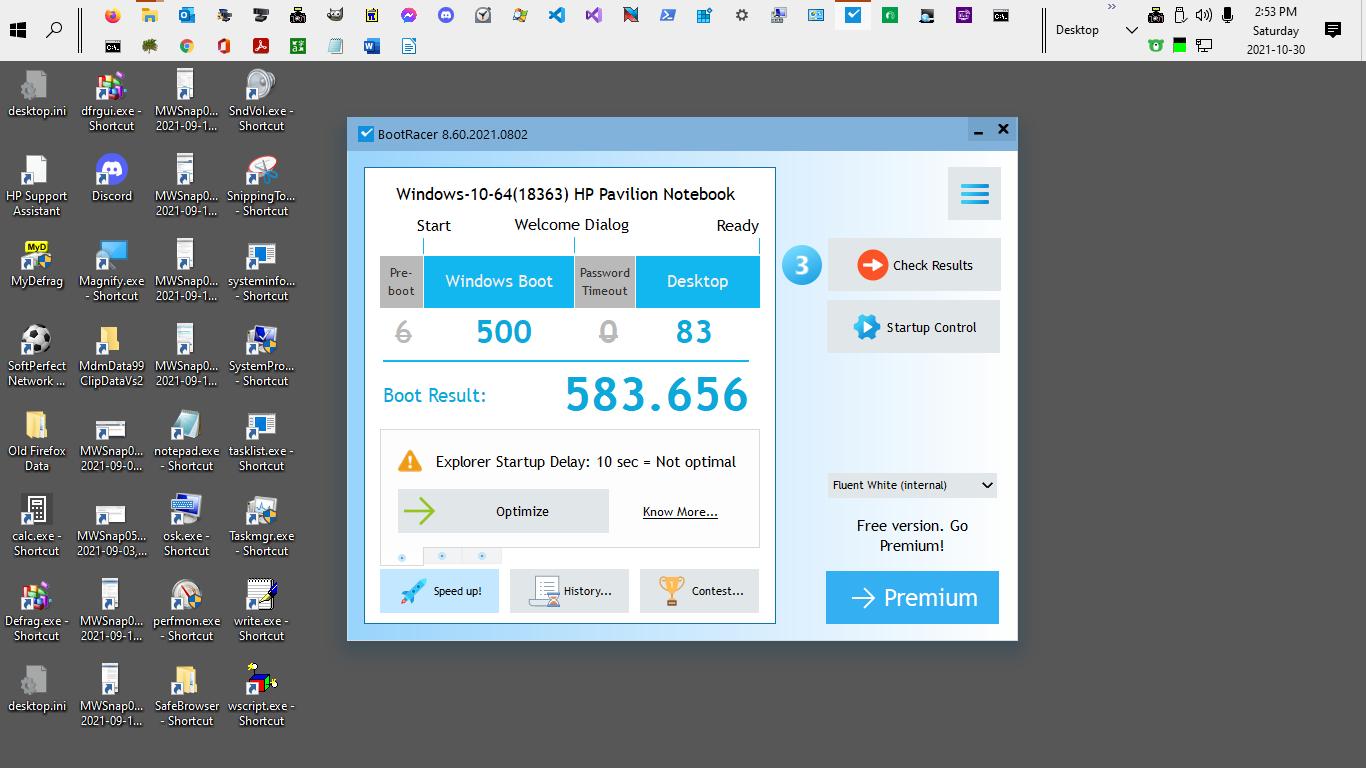 2:53 PM
Desktop
Saturday
2021-10-30
desktop.ini
dfrgui.exe -
Shortcut
MWSnap0...
2021-09-1...
SndVol.exe -
Shortcut
HP Support
Assistant
Discord
MWSnap0...
2021-09-1...
SnippingTo...
- Shortcut
MyD
MyDefrag
Magnify.exe
- Shortcut
MWSnap0...
2021-09-1...
systeminfo...
- Shortcut
SoftPerfect
Network ...
MdmData99
ClipDataVs2
MWSnap0...
2021-09-1...
SystemPro...
- Shortcut
Old Firefox
Data
MWSnap0...
2021-09-0...
notepad.exe
- Shortcut
tasklist.exe -
Shortcut
calc.exe -
Shortcut
MWSnap05...
2021-09-03,...
osk.exe -
Shortcut
Taskmgr.exe
- Shortcut
Defrag.exe -
Shortcut
MWSnap0...
2021-09-1...
perfmon.exe
- Shortcut
write.exe -
Shortcut
desktop.ini
MWSnap0...
2021-09-1...
SafeBrowser
- Shortcut
wscript.exe -
Shortcut
BootRacer 8.60.2021.0802
Windows-10-64(18363) HP Pavilion Notebook
Start
Welcome Dialog
Ready
Pre-
boot
Windows Boot
Password
Timeout
Desktop
6
500
0
83
Boot Result:
583.656
Explorer Startup Delay: 10 sec = Not optimal
Optimize
Know More...
Speed up!
History...
Contest...
3
Check Results
Startup Control
Fluent White (internal)
Free version. Go
Premium!
Premium